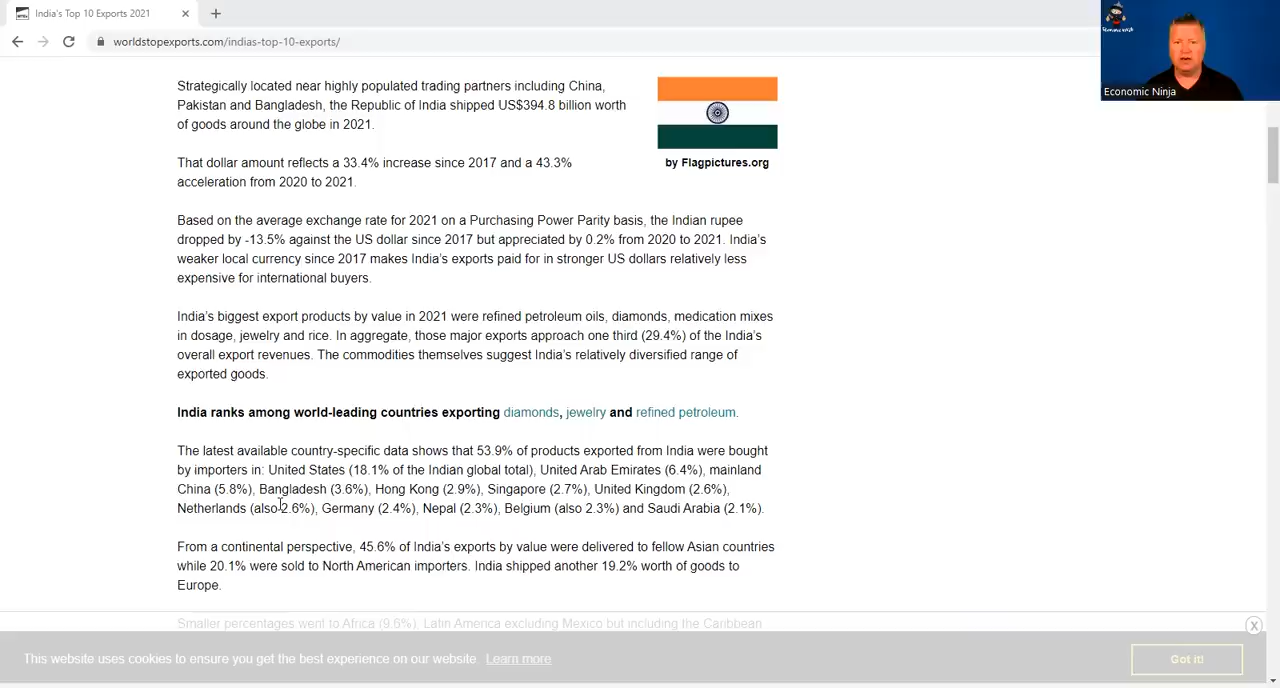 India's Top 10 Exports 2021
worldstopexports.com/indias-top-10-exports/
Economic Ninja
Strategically located near highly populated trading partners including China,
Pakistan and Bangladesh, the Republic of India shipped US$394.8 billion worth
of goods around the globe in 2021.
by Flagpictures.org
That dollar amount reflects a 33.4% increase since 2017 and a 43.3%
acceleration from 2020 to 2021.
Based on the average exchange rate for 2021 on a Purchasing Power Parity basis, the Indian rupee
dropped by -13.5% against the US dollar since 2017 but appreciated by 0.2% from 2020 to 2021. India's
weaker local currency since 2017 makes India's exports paid for in stronger US dollars relatively less
expensive for international buyers.
India's biggest export products by value in 2021 were refined petroleum oils, diamonds, medication mixes
in dosage, jewelry and rice. In aggregate, those major exports approach one third (29.4%) of the India's
overall export revenues. The commodities themselves suggest India's relatively diversified range of
exported goods.
India ranks among world-leading countries exporting diamonds, jewelry and refined petroleum.
The latest available country-specific data shows that 53.9% of products exported from India were bought
by importers in: United States (18.1% of the Indian global total), United Arab Emirates (6.4%), mainland
China (5.8%), Bangladesh (3.6%), Hong Kong (2.9%), Singapore (2.7%), United Kingdom (2.6%),
Netherlands (also 2.6%), Germany (2.4%), Nepal (2.3%), Belgium (also 2.3%) and Saudi Arabia (2.1%).
From a continental perspective, 45.6% of India's exports by value were delivered to fellow Asian countries
while 20.1% were sold to North American importers. India shipped another 19.2% worth of goods to
Europe.
Smaller percentages went to Africa (9.6%), Latin America excluding Mexico but including the Caribbean
X
This website uses cookies to ensure you get the best experience on our website. Learn more
Got it!